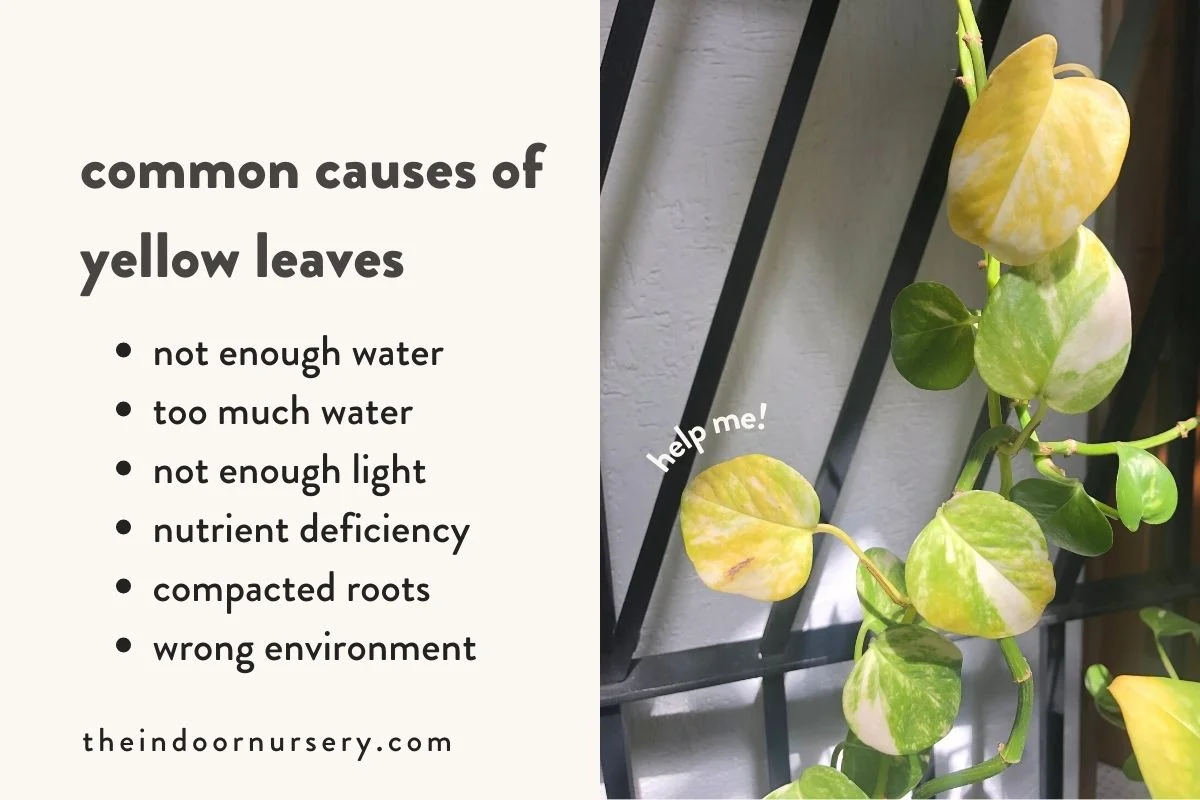 common causes of
yellow leaves
• not enough water
• too much water
• not enough light
• nutrient deficiency
• compacted roots
• wrong environment
theindoornursery.com
help me!